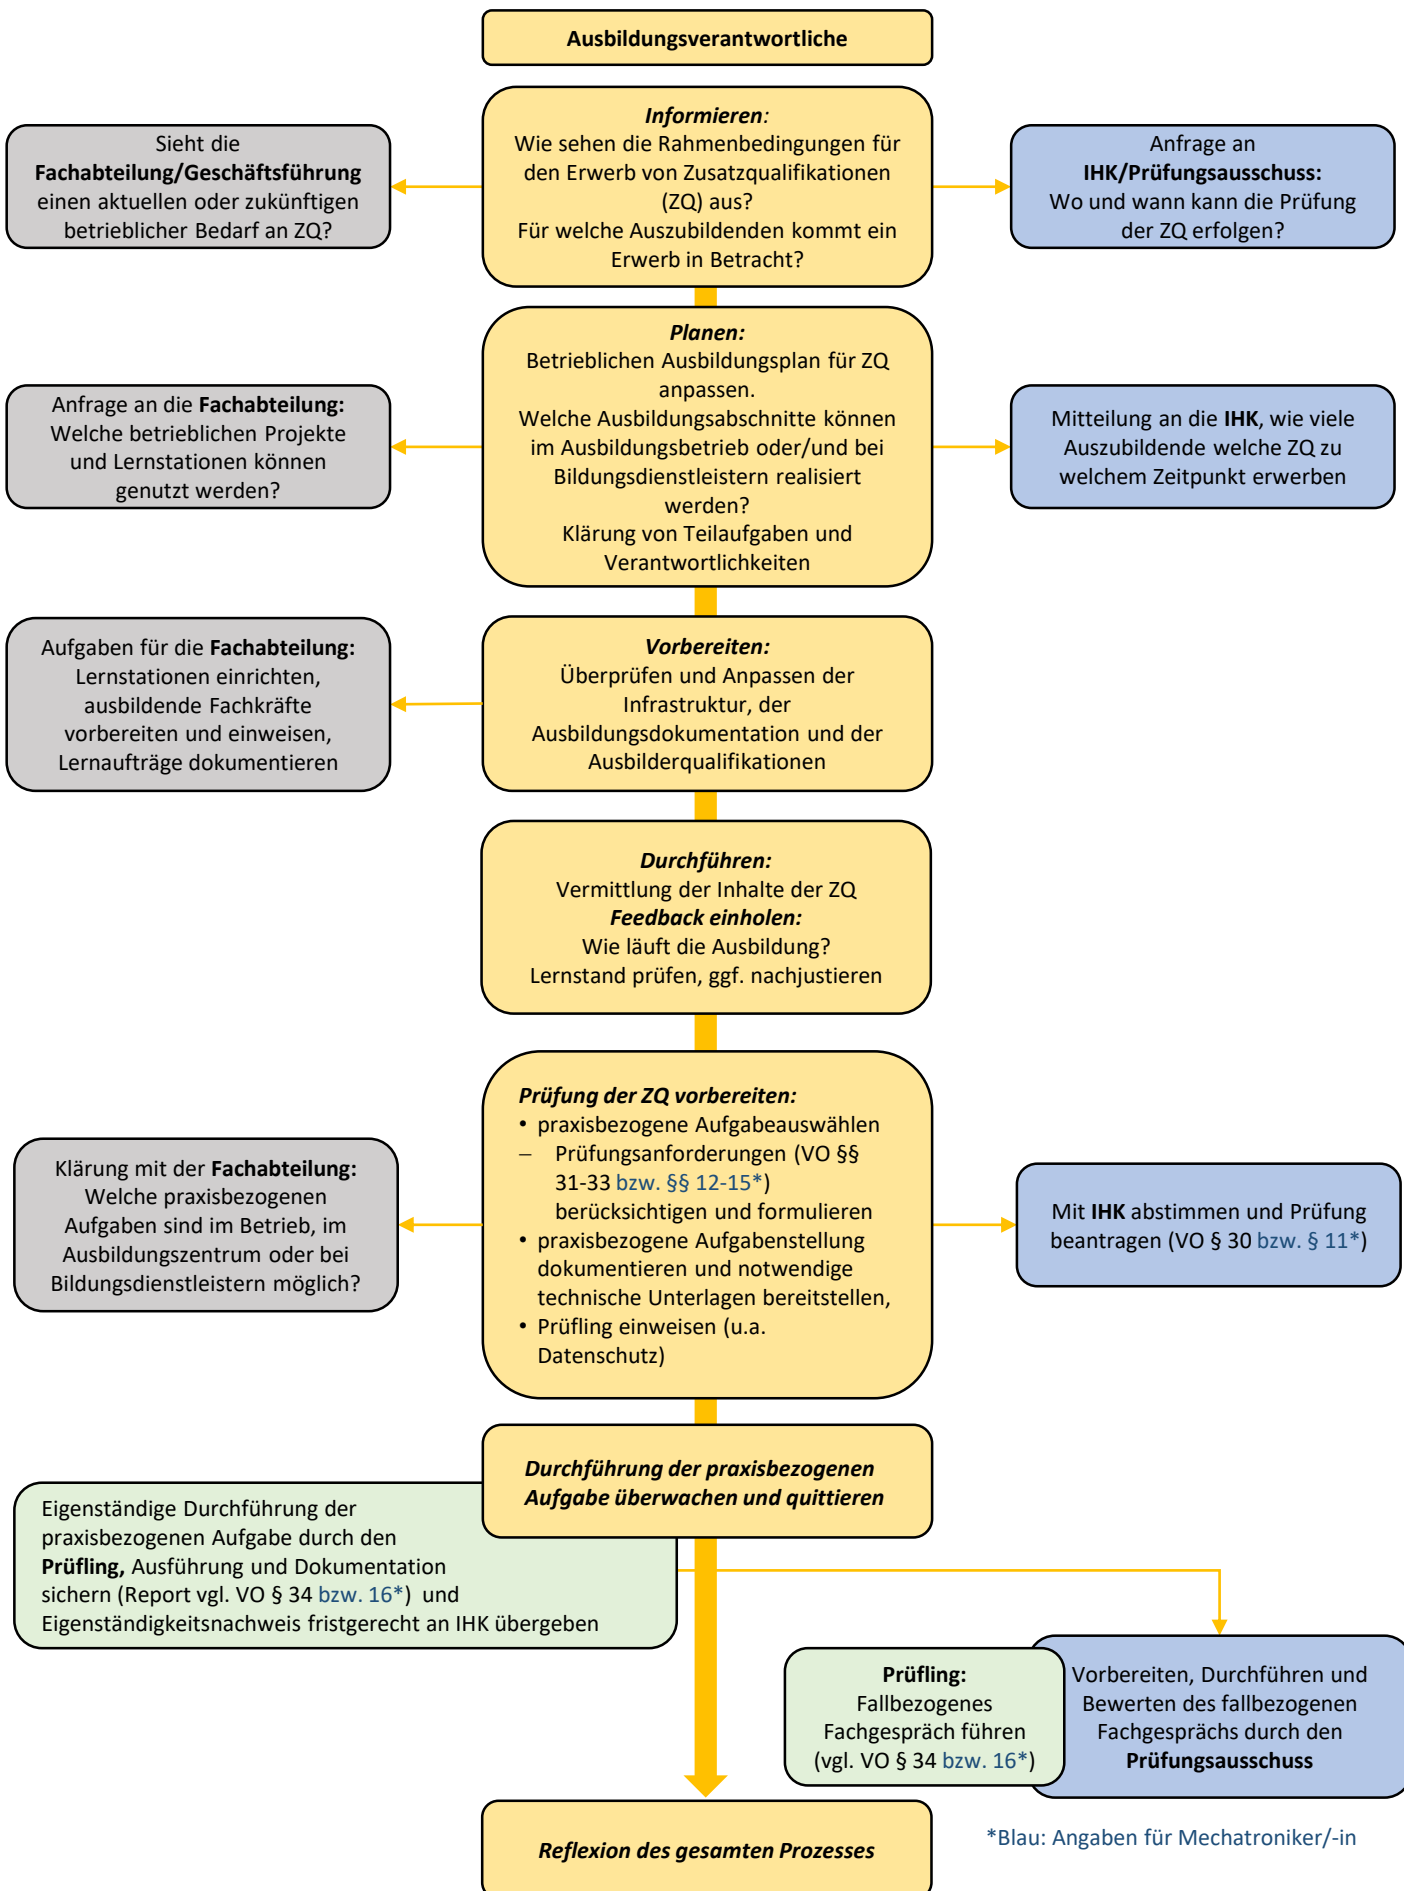 Ausbildungsverantwortliche
Informieren:
Wie sehen die Rahmenbedingungen für
den Erwerb von Zusatzqualifikationen
(ZQ) aus?
Für welche Auszubildenden kommt ein
Erwerb in Betracht?
Sieht die
Fachabteilung/Geschäftsführung
einen aktuellen oder zukünftigen
betrieblicher Bedarf an ZQ?
Anfrage an
IHK/Prüfungsausschuss:
Wo und wann kann die Prüfung
der ZQ erfolgen?
Planen:
Betrieblichen Ausbildungsplan für ZQ
anpassen.
Welche Ausbildungsabschnitte können
im Ausbildungsbetrieb oder/und bei
Bildungsdienstleistern realisiert
werden?
Klärung von Teilaufgaben und
Verantwortlichkeiten
Anfrage an die Fachabteilung:
Welche betrieblichen Projekte
und Lernstationen können
genutzt werden?
Mitteilung an die IHK, wie viele
Auszubildende welche ZQ zu
welchem Zeitpunkt erwerben
Aufgaben für die Fachabteilung:
Lernstationen einrichten,
ausbildende Fachkräfte
vorbereiten und einweisen,
Lernaufträge dokumentieren
Vorbereiten:
Überprüfen und Anpassen der
Infrastruktur, der
Ausbildungsdokumentation und der
Ausbilderqualifikationen
Durchführen:
Vermittlung der Inhalte der ZQ
Feedback einholen:
Wie läuft die Ausbildung?
Lernstand prüfen, ggf. nachjustieren
Prüfung der ZQ vorbereiten:
• praxisbezogene Aufgabeauswählen
– Prüfungsanforderungen (VO §§
31-33 bzw. §§ 12-15*)
berücksichtigen und formulieren
• praxisbezogene Aufgabenstellung
dokumentieren und notwendige
technische Unterlagen bereitstellen,
• Prüfling einweisen (u.a.
Datenschutz)
Klärung mit der Fachabteilung:
Welche praxisbezogenen
Aufgaben sind im Betrieb, im
Ausbildungszentrum oder bei
Bildungsdienstleistern möglich?
Mit IHK abstimmen und Prüfung
beantragen (VO § 30 bzw. § 11*)
Durchführung der praxisbezogenen
Aufgabe überwachen und quittieren
Eigenständige Durchführung der
praxisbezogenen Aufgabe durch den
Prüfling, Ausführung und Dokumentation
sichern (Report vgl. VO § 34 bzw. 16*) und
Eigenständigkeitsnachweis fristgerecht an IHK übergeben
Prüfling:
Fallbezogenes
Fachgespräch führen
(vgl. VO § 34 bzw. 16*)
Vorbereiten, Durchführen und
Bewerten des fallbezogenen
Fachgesprächs durch den
Prüfungsausschuss
Reflexion des gesamten Prozesses
*Blau: Angaben für Mechatroniker/-in